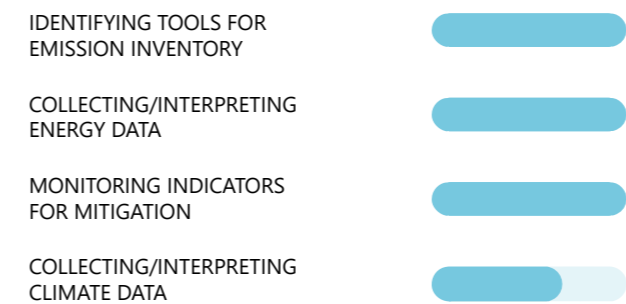 IDENTIFYING TOOLS FOR
EMISSION INVENTORY
COLLECTING/INTERPRETING
ENERGY DATA
MONITORING INDICATORS
FOR MITIGATION
COLLECTING/INTERPRETING
CLIMATE DATA